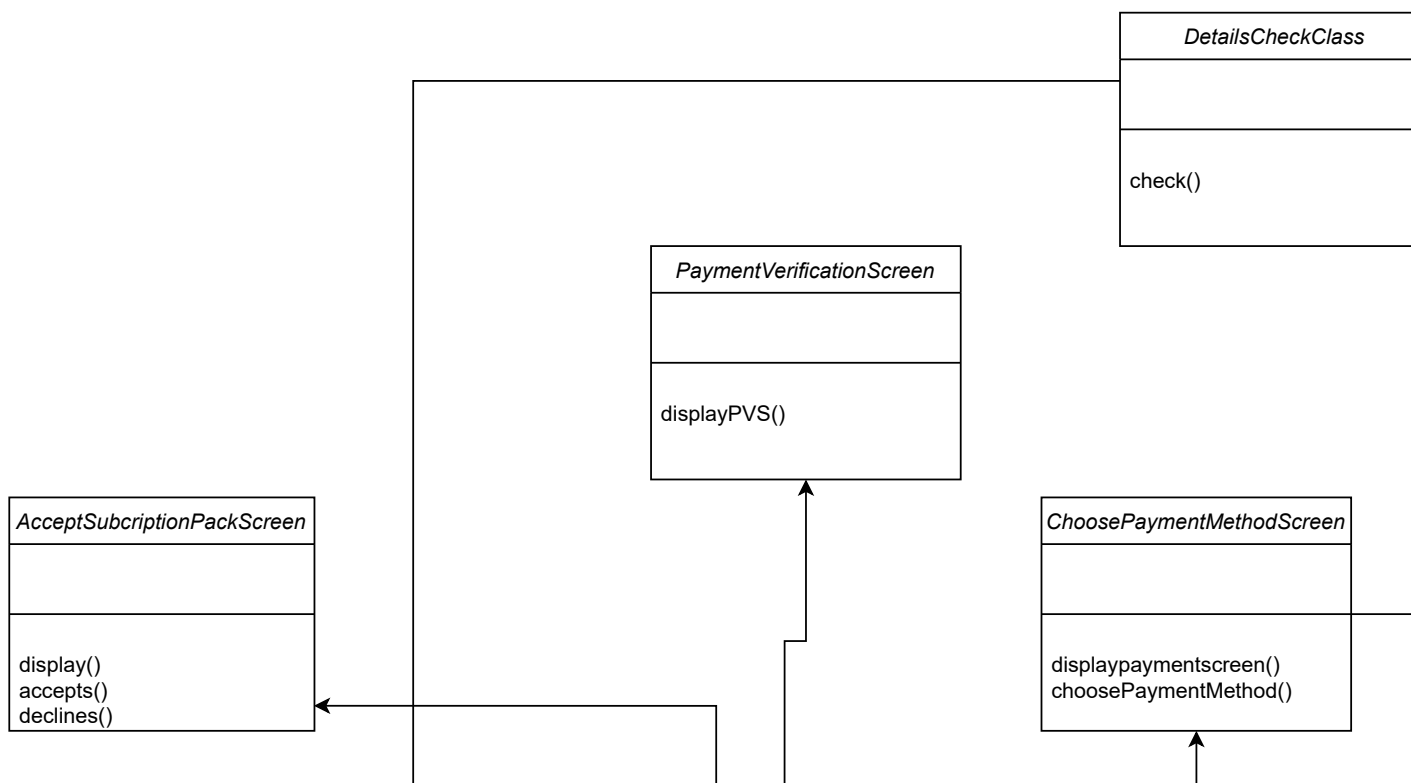 DetailsCheckClass
check()
PaymentVerificationScreen
displayPVS()
AcceptSubcriptionPackScreen
display()
accepts()
declines()
ChoosePaymentMethodScreen
displaypaymentscreen()
choosePaymentMethod()